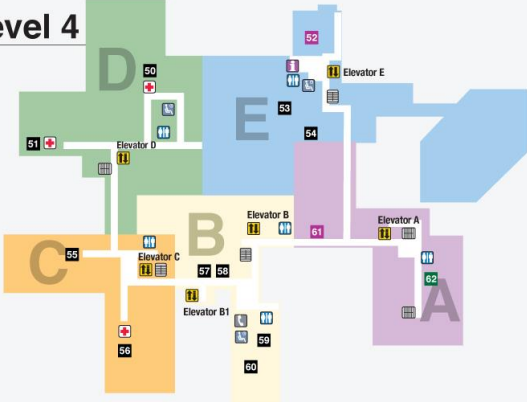 evel 4
52
D
50
Elevator E
E
53
54
51
Elevator D
B
Elevator B
61
Elevator A
C
55
Elevator C
57 58
62
A
Elevator B1
56
59
60